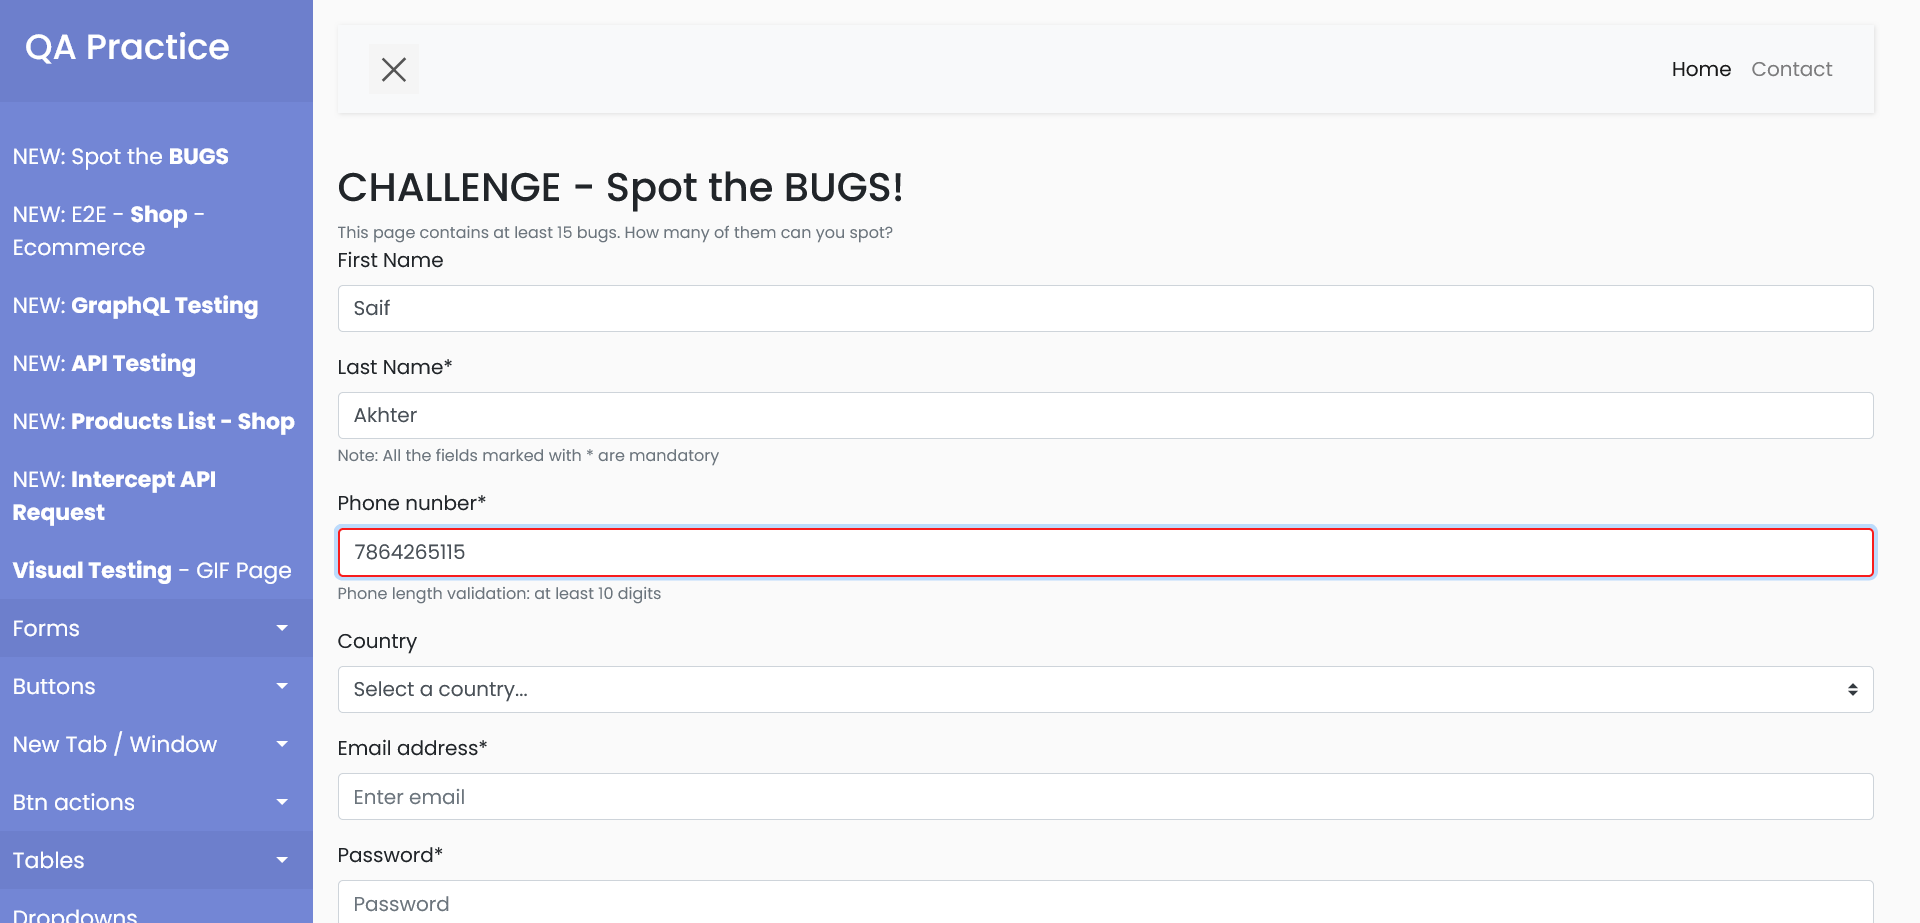 QA Practice
NEW: Spot the BUGS
NEW: E2E - Shop -
Ecommerce
NEW: GraphQL Testing
NEW: API Testing
NEW: Products List - Shop
NEW: Intercept API
Request
Visual Testing - GIF Page
Forms
Buttons
New Tab / Window
Btn actions
Tables
Dropdowns
Home
Contact
CHALLENGE - Spot the BUGS!
This page contains at least 15 bugs. How many of them can you spot?
First Name
Saif
Last Name*
Akhter
Note: All the fields marked with * are mandatory
Phone nunber*
7864265115
Phone length validation: at least 10 digits
Country
Select a country...
Email address*
Enter email
Password*
Password